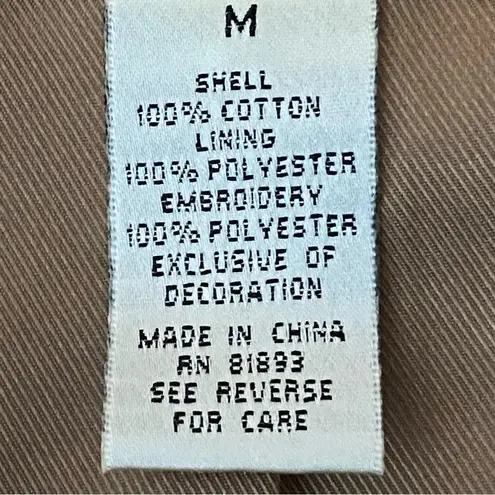 M
SHELL
100% COTTON
LINING
100% POLYESTER
EMBROIDERY
100% POLYESTER
EXCLUSIVE OF
DECORATION
MADE IN CHINA
RN 81893
SEE REVERSE
FOR CARE